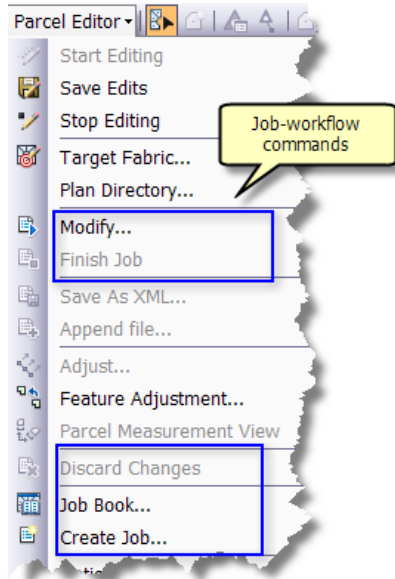 Parcel Editor
Start Editing
Save Edits
Stop Editing
Job-workflow
commands
Target Fabric...
Plan Directory...
Modify...
Finish Job
Save As XML...
Append file...
Adjust...
Feature Adjustment...
Parcel Measurement View
Discard Changes
Job Book...
Create Job...